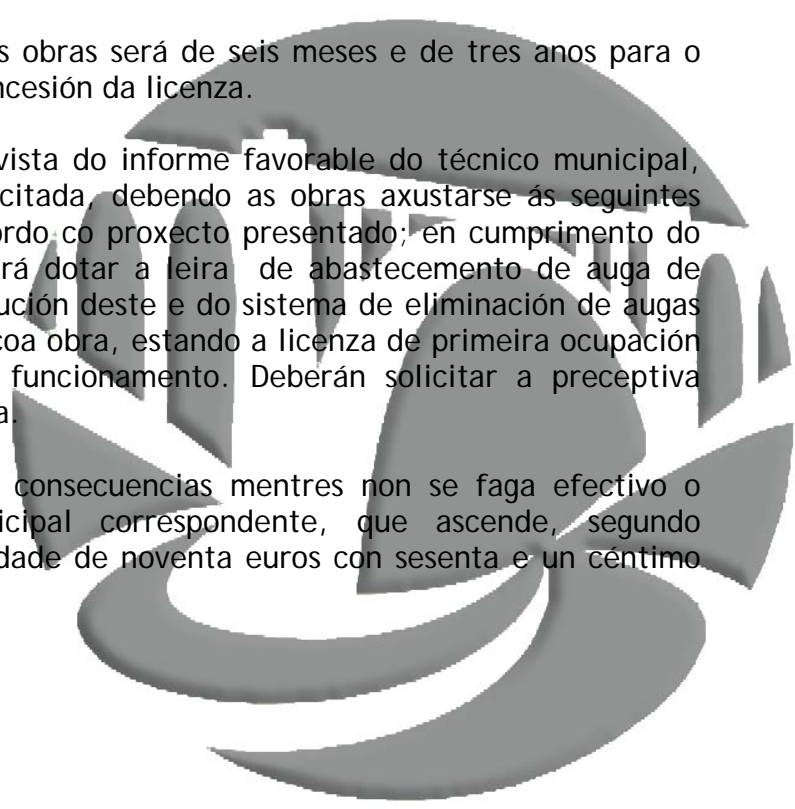 s obras será de seis meses e de tres anos para o
ncesión da licenza.
vista do informe favorable do técnico municipal,
citada, debendo as obras axustarse ás seguintes
ordo co proxecto presentado; en cumprimento do
rá dotar a leira de abastecemento de auga de
ución deste e do sistema de eliminación de augas
coa obra, estando a licenza de primeira ocupación
funcionamento. Deberán solicitar a preceptiva
a.
consecuencias mentres non se faga efectivo o
icipal correspondente, que ascende, segundo
dade de noventa euros con sesenta e un céntimo